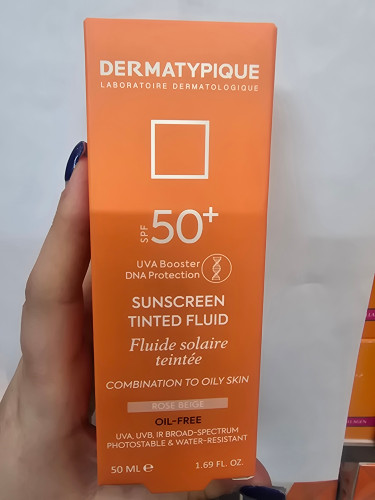 DERMATYPIQUE
LABORATOIRE DERMATOLOGIQUE
SPF 50+
UVA Booster
DNA Protection
SUNSCREEN
TINTED FLUID
Fluide solaire
teintée
COMBINATION TO OILY SKIN
ROSE BEIGE
OIL-FREE
UVA, UVB, IR BROAD-SPECTRUM
PHOTOSTABLE & WATER-RESISTANT
50 ML ℮ 1.69 FL. OZ.